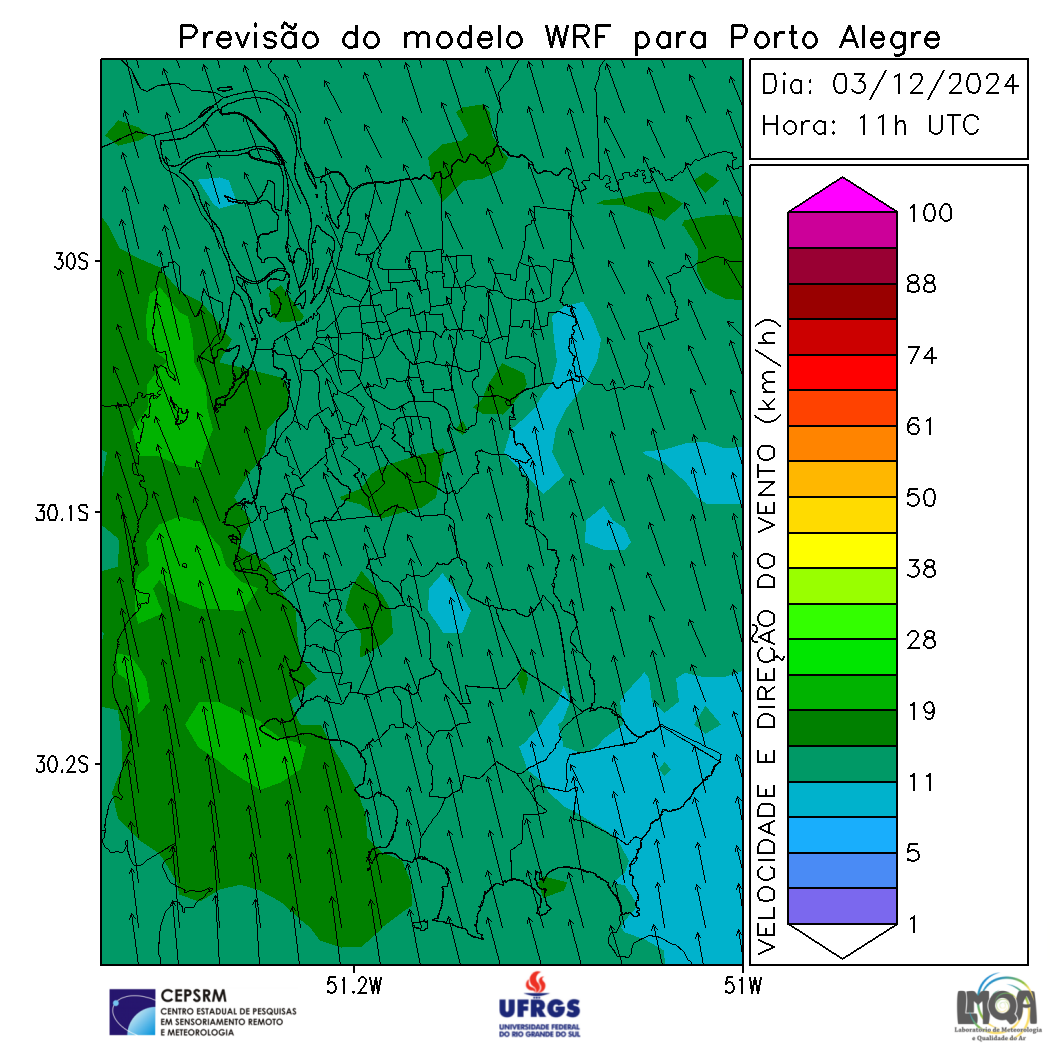 Previsão do modelo WRF para Porto Alegre
Dia: 03/12/2024
Hora: 11h UTC
30S
30.1S
30.2S
51.2W
51W
VELOCIDADE E DIREÇÃO DO VENTO (km/h)
100
88
74
61
50
38
28
19
11
5
1
CEPSRM
CENTRO ESTADUAL DE PESQUISAS
EM SENSORIAMENTO REMOTO
E METEOROLOGIA
UFRGS
UNIVERSIDADE FEDERAL
DO RIO GRANDE DO SUL
LMQA
Laboratório de Meteorologia
e Qualidade do Ar